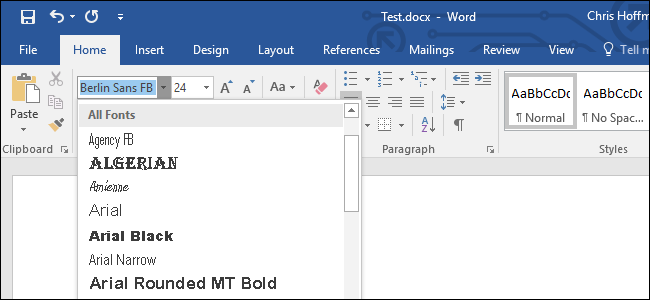 Test.docx - Word
Chris Hoffm
File Home Insert Design Layout References Mailings Review View Tell m
Berlin Sans FB 24 A A Aa A
Paste
Clipboard
Paragraph
AaBbCcDc AaBbCcDc
¶ Normal ¶ No Spac...
Styles
All Fonts
Agency FB
ALGERIAN
Amienne
Arial
Arial Black
Arial Narrow
Arial Rounded MT Bold